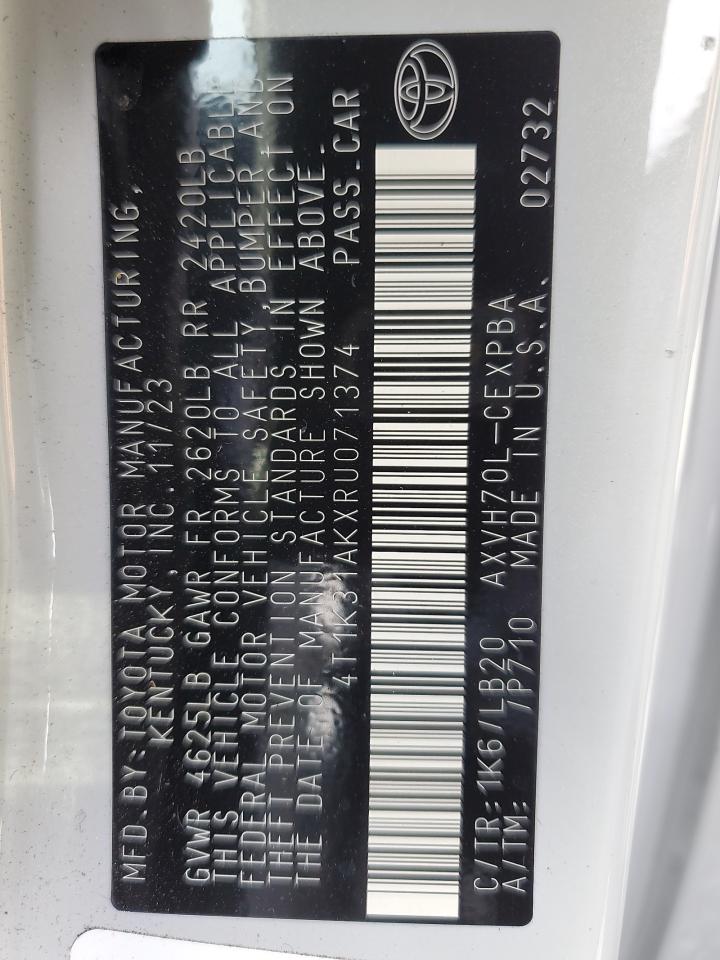 MFD.BY:TOYOTA MOTOR MANUFACTURING,
KENTUCKY, INC. 11/23
GVWR 4625LB GAWR FR 2620LB RR 2420LB
THIS VEHICLE CONFORMS TO ALL APPLICABLE
FEDERAL MOTOR VEHICLE SAFETY, BUMPER, AND
THEFT PREVENTION STANDARDS IN EFFECT ON
THE DATE OF MANUFACTURE SHOWN ABOVE.
4T1K31AKXRU071374 PASS.CAR
C/TR:1K6/LB20 AXVH70L-CEXPBA
A/TM: /P710 MADE IN U.S.A. 02732